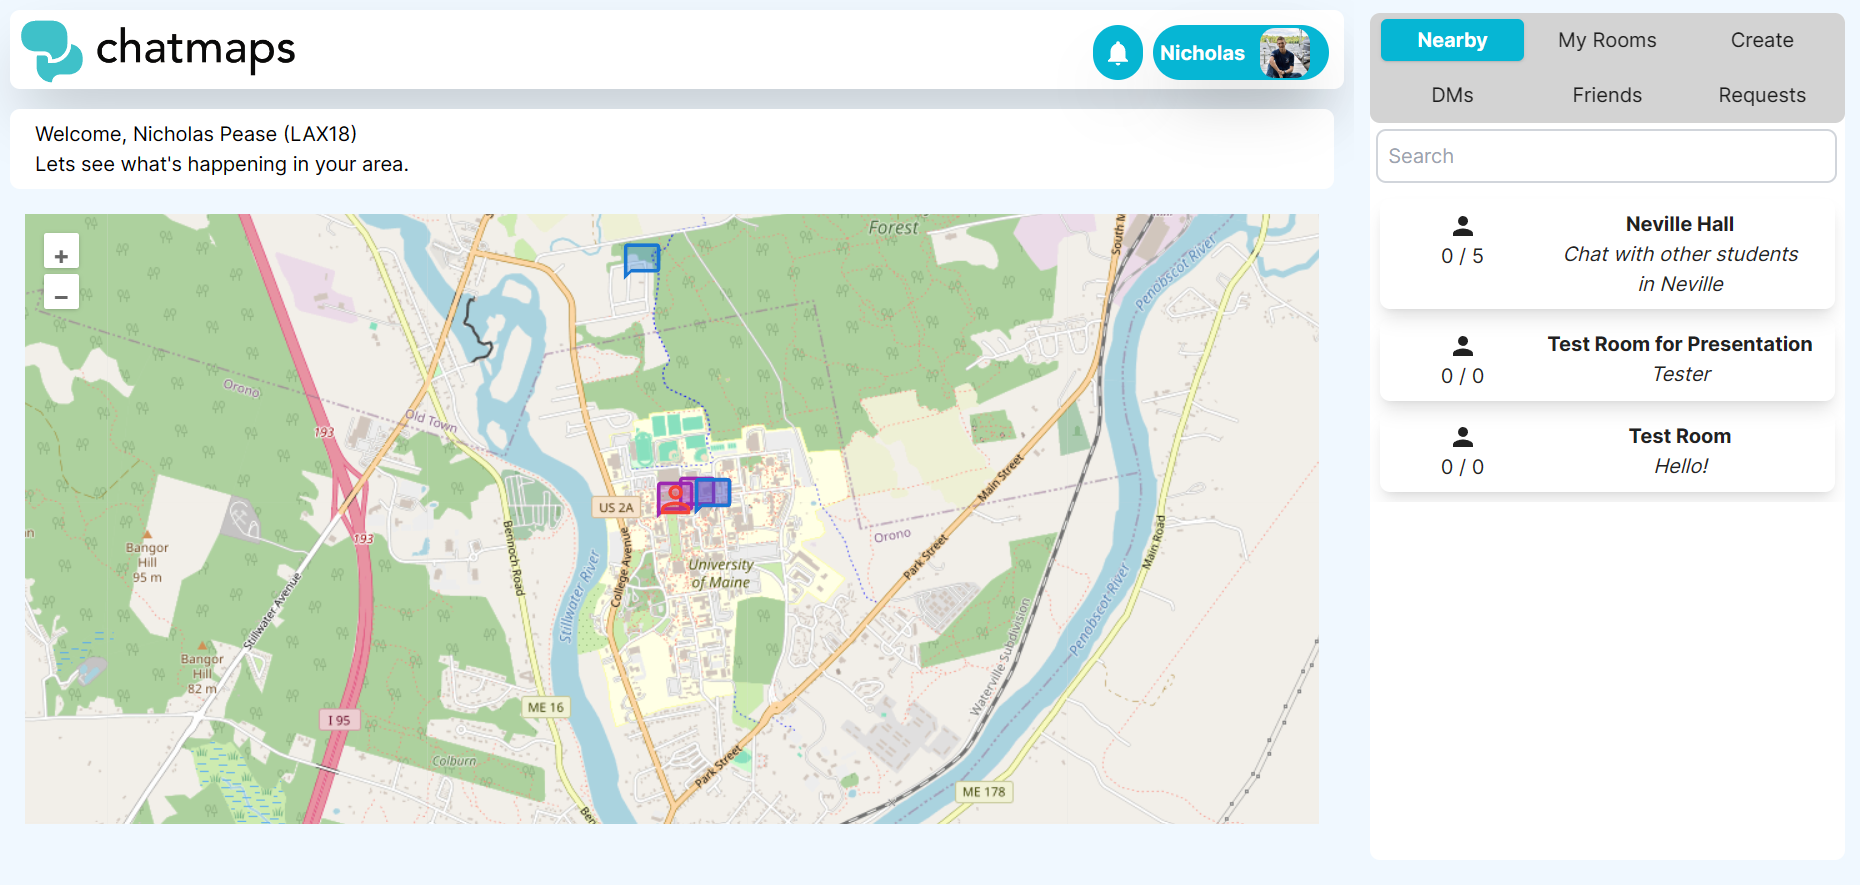 chatmaps
Nicholas
Welcome, Nicholas Pease (LAX18)
Lets see what's happening in your area.
+
−
Forest
South M
Penobscot River
Orono
Old Town
193
Main Street
US 2A
193
Bennoch Road
Orono
Main Road
Bangor
Hill
95 m
College Avenue
Park Street
University
of Maine
Stillwater River
Stillwater Avenue
Penobscot River
Waterville Subdivision
Bangor
Hill
82 m
ME 16
I 95
Colburn
Park Street
ME 178
Be
Nearby
My Rooms
Create
DMs
Friends
Requests
Search
0 / 5
Neville Hall
Chat with other students
in Neville
0 / 0
Test Room for Presentation
Tester
0 / 0
Test Room
Hello!